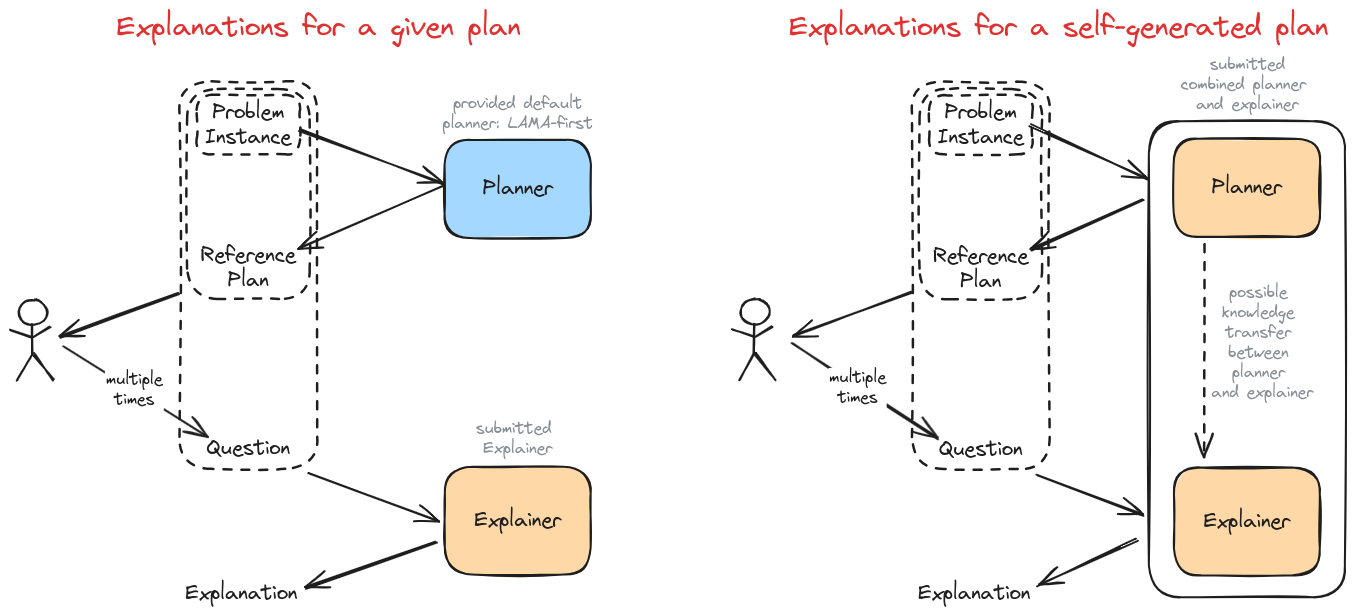 Explanations for a given plan
provided default
planner: LAMA-first
Problem
Instance
Planner
Reference
Plan
multiple
times
Question
submitted
Explainer
Explainer
Explanation
Explanations for a self-generated plan
submitted
combined planner
and explainer
Problem
Instance
Planner
Reference
Plan
possible
knowledge
transfer
between
planner
and explainer
multiple
times
Question
Explainer
Explanation